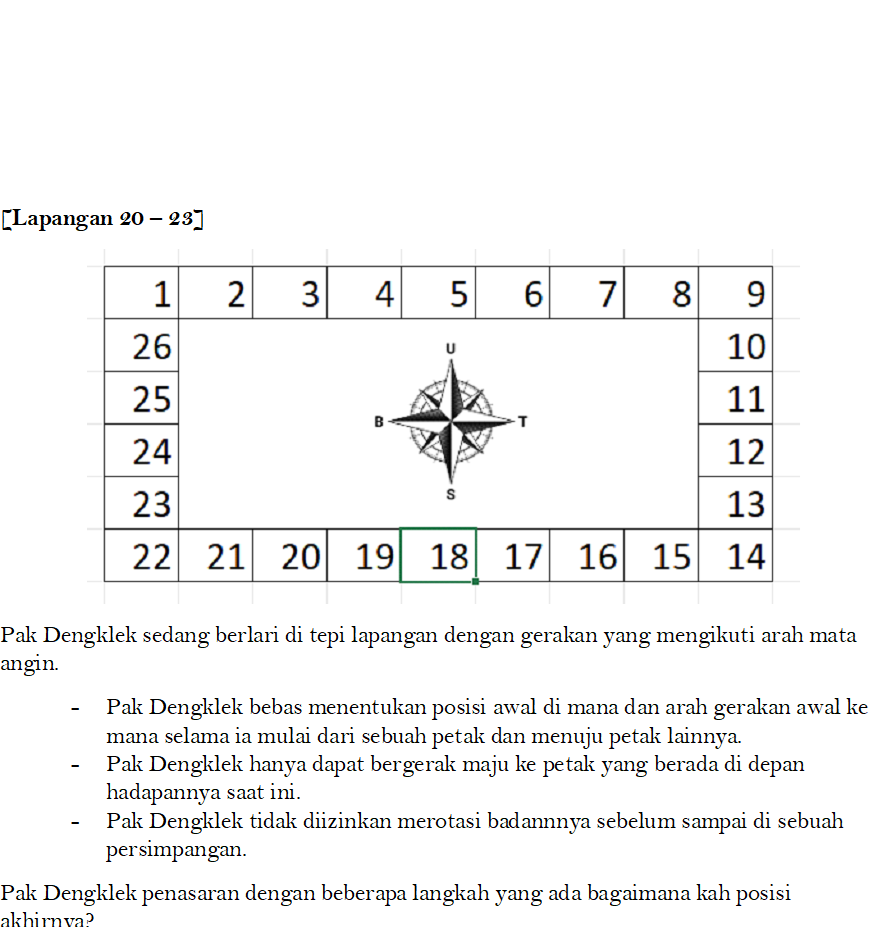 [Lapangan 20 – 23]
1 2 3 4 5 6 7 8 9
26 U 10
25 11
B T
24 12
23 S 13
22 21 20 19 18 17 16 15 14
Pak Dengklek sedang berlari di tepi lapangan dengan gerakan yang mengikuti arah mata
angin.
- Pak Dengklek bebas menentukan posisi awal di mana dan arah gerakan awal ke
mana selama ia mulai dari sebuah petak dan menuju petak lainnya.
- Pak Dengklek hanya dapat bergerak maju ke petak yang berada di depan
hadapannya saat ini.
- Pak Dengklek tidak diizinkan merotasi badannnya sebelum sampai di sebuah
persimpangan.
Pak Dengklek penasaran dengan beberapa langkah yang ada bagaimana kah posisi
akhirnya?